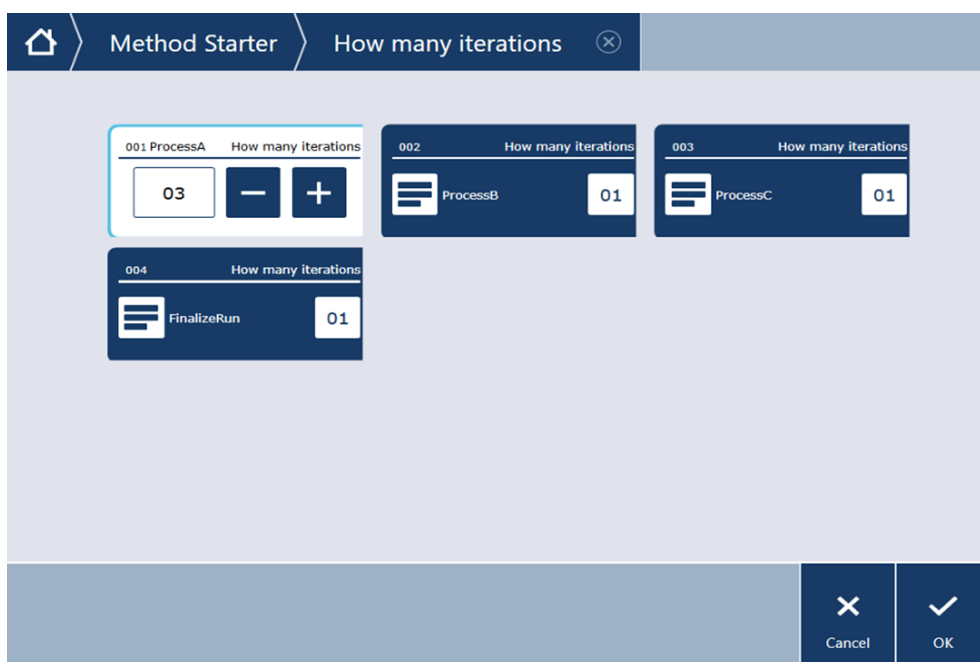 Method Starter How many iterations
001 ProcessA How many iterations
03
002 How many iterations
ProcessB 01
003 How many iterations
ProcessC 01
004 How many iterations
FinalizeRun 01
Cancel OK